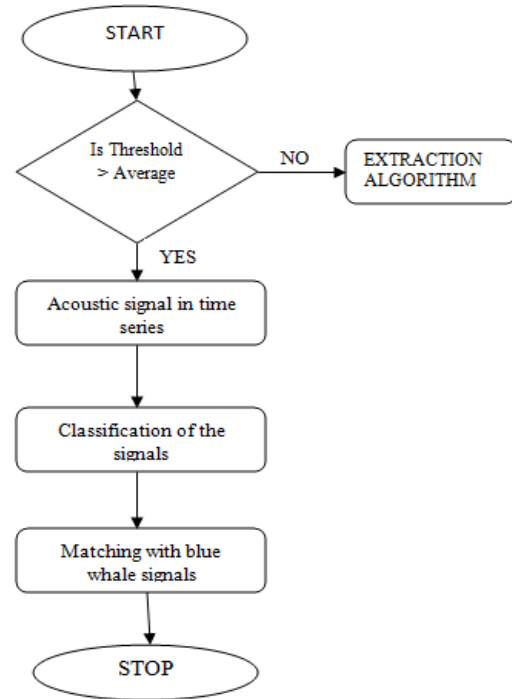 START
Is Threshold
> Average
NO
EXTRACTION
ALGORITHM
YES
Acoustic signal in time
series
Classification of the
signals
Matching with blue
whale signals
STOP